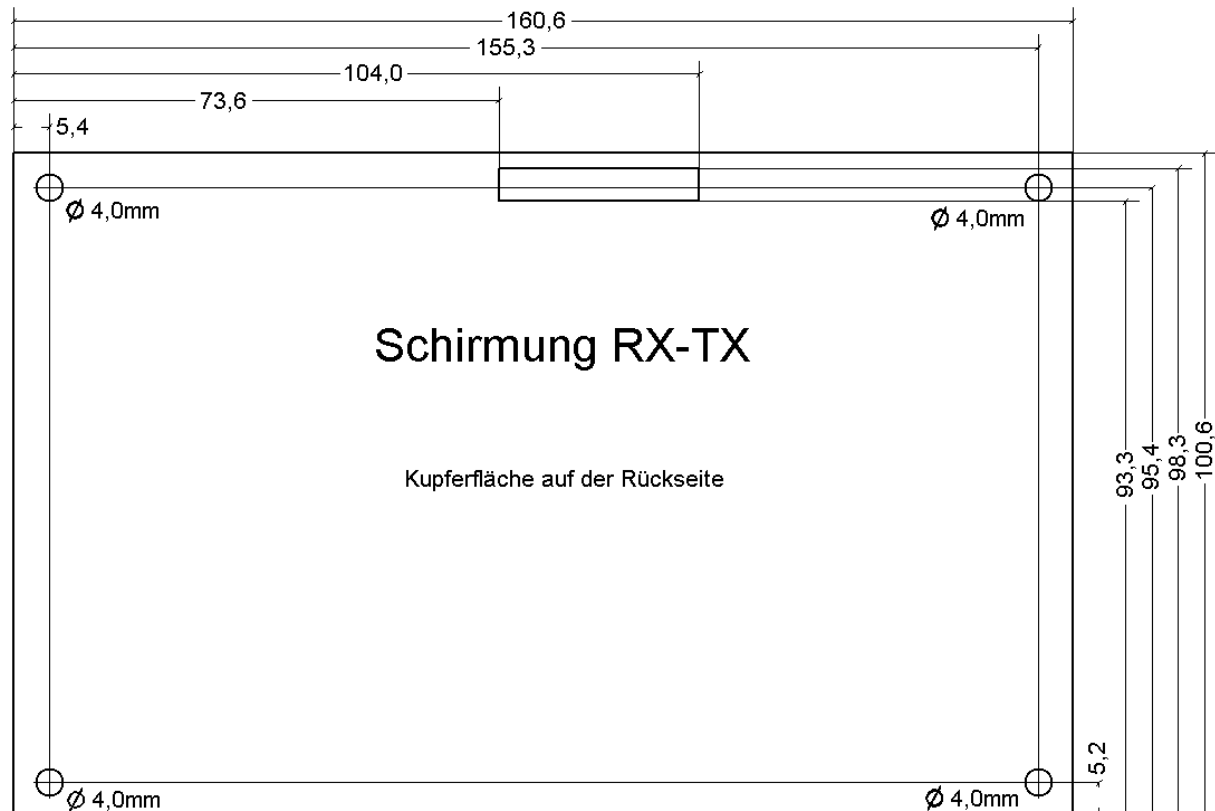 160,6
155,3
104,0
73,6
5,4
Ø 4,0mm
Ø 4,0mm
Schirmung RX-TX
Kupferfläche auf der Rückseite
93,3
95,4
98,3
100,6
5,2
Ø 4,0mm
Ø 4,0mm